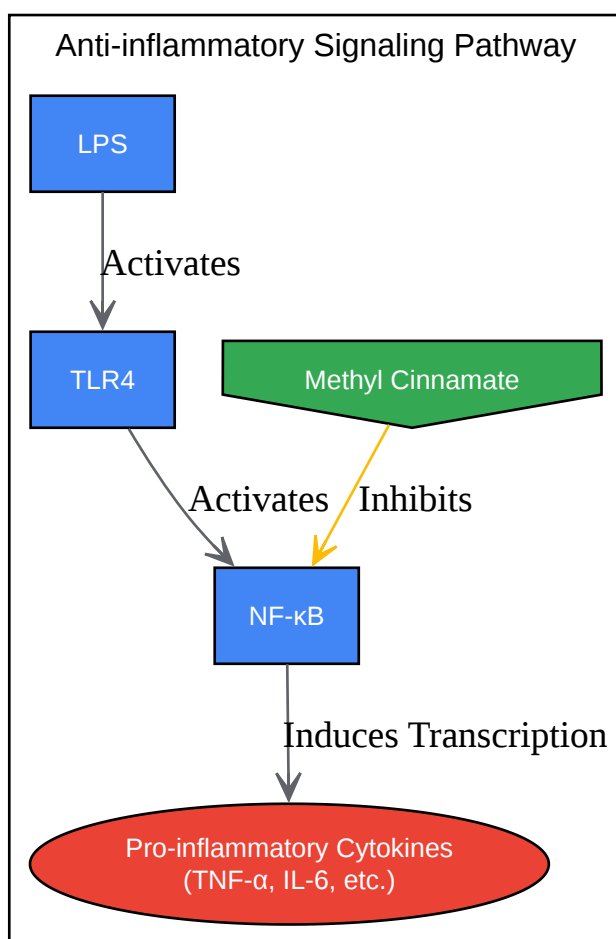 Anti-inflammatory Signaling Pathway
LPS
Activates
TLR4
Methyl Cinnamate
Activates
Inhibits
NF-κB
Induces Transcription
Pro-inflammatory Cytokines
(TNF-α, IL-6, etc.)